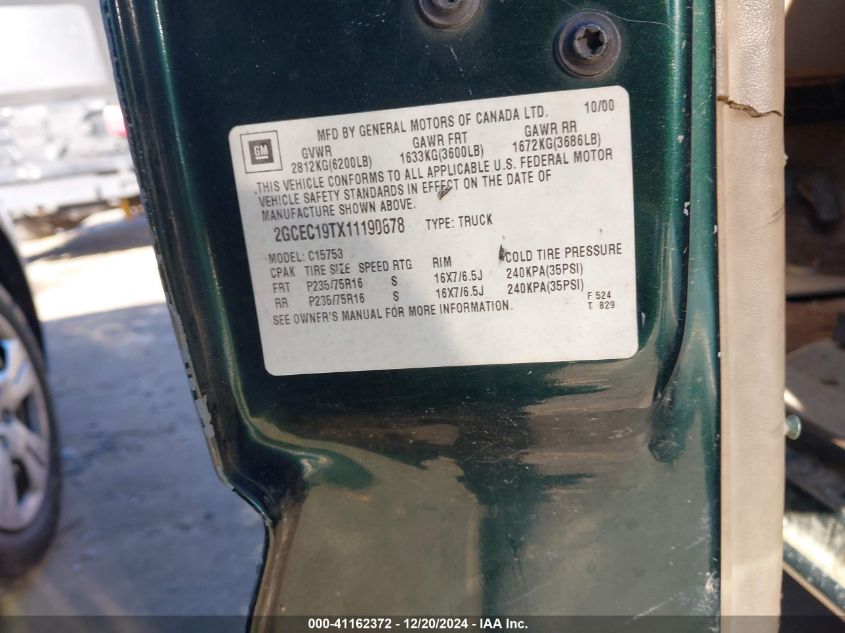 MFD BY GENERAL MOTORS OF CANADA LTD. 10/00
GM
GVWR GAWR FRT GAWR RR
2812KG(6200LB) 1633KG(3600LB) 1672KG(3686LB)
THIS VEHICLE CONFORMS TO ALL APPLICABLE U.S. FEDERAL MOTOR
VEHICLE SAFETY STANDARDS IN EFFECT ON THE DATE OF
MANUFACTURE SHOWN ABOVE.
2GCEC19TX11190678 TYPE: TRUCK
MODEL: C15753
CPAK TIRE SIZE SPEED RTG RIM COLD TIRE PRESSURE
FRT P235/75R16 S 16X7/6.5J 240KPA(35PSI)
RR P235/75R16 S 16X7/6.5J 240KPA(35PSI)
SEE OWNER'S MANUAL FOR MORE INFORMATION.
F 524
T 829
000-41162372 - 12/20/2024 - IAA Inc.